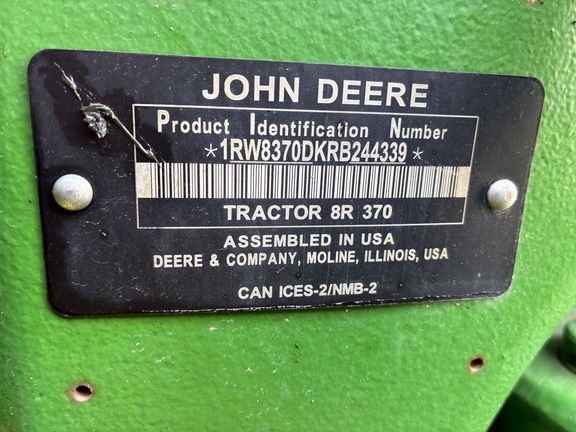 JOHN DEERE
Product Identification Number
*1RW8370DKRB244339*
TRACTOR 8R 370
ASSEMBLED IN USA
DEERE & COMPANY, MOLINE, ILLINOIS, USA
CAN ICES-2/NMB-2